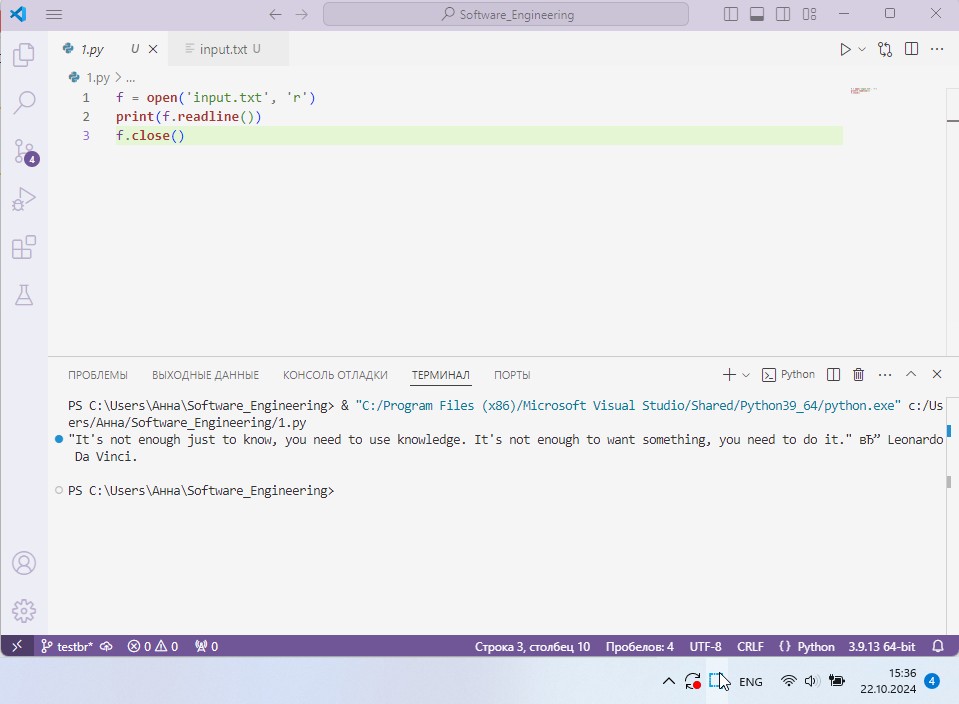 Software_Engineering
1.py U
input.txt U
1.py > ...
1 f = open('input.txt', 'r')
2 print(f.readline())
3 f.close()
4
ПРОБЛЕМЫ ВЫХОДНЫЕ ДАННЫЕ КОНСОЛЬ ОТЛАДКИ ТЕРМИНАЛ ПОРТЫ
Python
PS C:\Users\Анна\Software_Engineering> & "C:/Program Files (x86)/Microsoft Visual Studio/Shared/Python39_64/python.exe" c:/Us
ers/Анна/Software_Engineering/1.py
"It's not enough just to know, you need to use knowledge. It's not enough to want something, you need to do it." вЂ” Leonardo
Da Vinci.
PS C:\Users\Анна\Software_Engineering>
testbr* 0 0 0 Строка 3, столбец 10 Пробелов: 4 UTF-8 CRLF {} Python 3.9.13 64-bit
ENG
15:36
22.10.2024
4